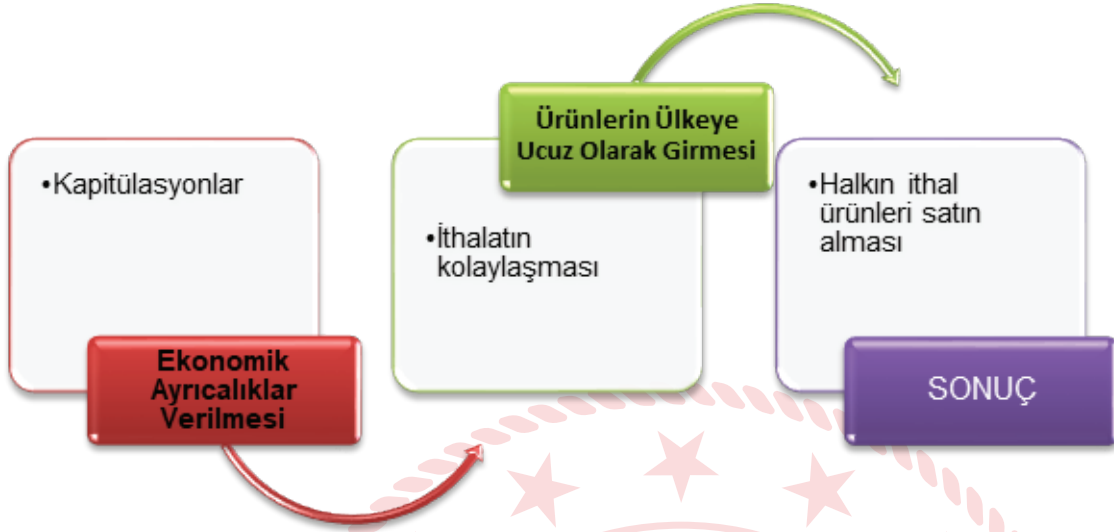 •Kapitülasyonlar
Ekonomik
Ayrıcalıklar
Verilmesi
Ürünlerin Ülkeye
Ucuz Olarak Girmesi
•İthalatın
kolaylaşması
•Halkın ithal
ürünleri satın
alması
SONUÇ